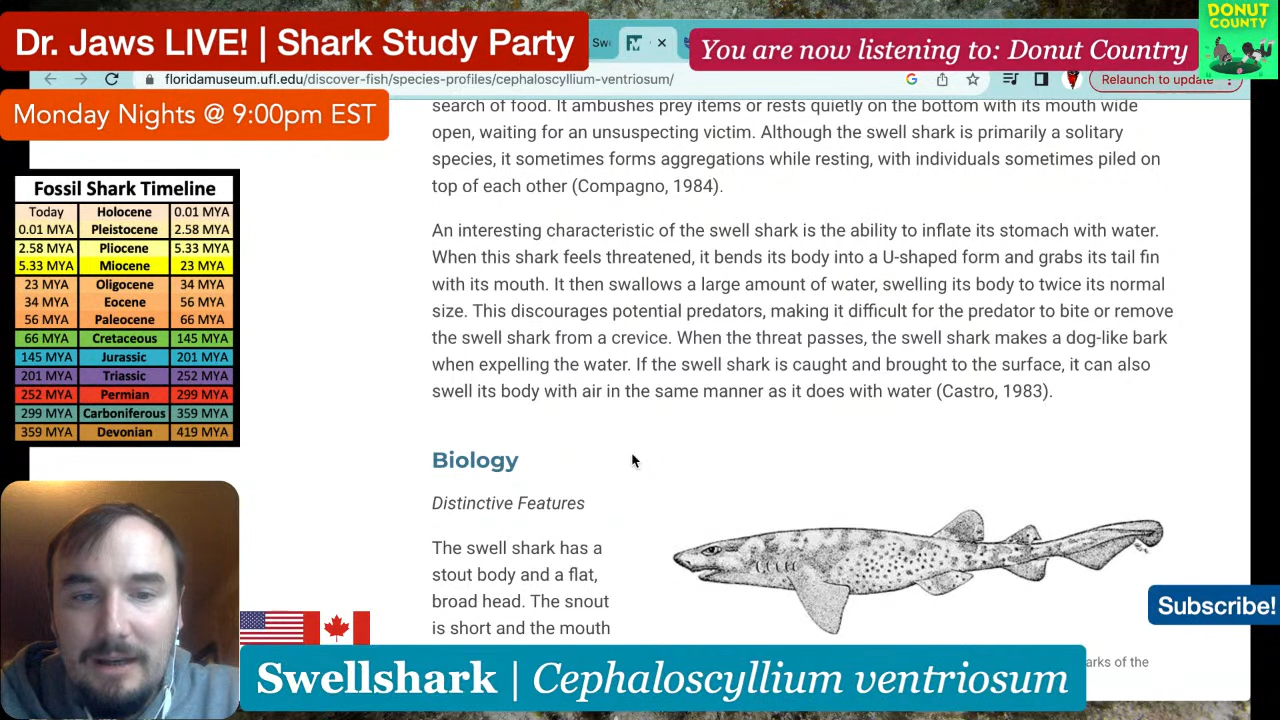 DONUT
COUNTY
Dr. Jaws LIVE! | Shark Study Party
Swe
You are now listening to: Donut Country
floridamuseum.ufl.edu/discover-fish/species-profiles/cephaloscyllium-ventriosum/
Relaunch to update
Monday Nights @ 9:00pm EST
search of food. It ambushes prey items or rests quietly on the bottom with its mouth wide
open, waiting for an unsuspecting victim. Although the swell shark is primarily a solitary
species, it sometimes forms aggregations while resting, with individuals sometimes piled on
top of each other (Compagno, 1984).
An interesting characteristic of the swell shark is the ability to inflate its stomach with water.
When this shark feels threatened, it bends its body into a U-shaped form and grabs its tail fin
with its mouth. It then swallows a large amount of water, swelling its body to twice its normal
size. This discourages potential predators, making it difficult for the predator to bite or remove
the swell shark from a crevice. When the threat passes, the swell shark makes a dog-like bark
when expelling the water. If the swell shark is caught and brought to the surface, it can also
swell its body with air in the same manner as it does with water (Castro, 1983).
Fossil Shark Timeline
Today Holocene 0.01 MYA
0.01 MYA Pleistocene 2.58 MYA
2.58 MYA Pliocene 5.33 MYA
5.33 MYA Miocene 23 MYA
23 MYA Oligocene 34 MYA
34 MYA Eocene 56 MYA
56 MYA Paleocene 66 MYA
66 MYA Cretaceous 145 MYA
145 MYA Jurassic 201 MYA
201 MYA Triassic 252 MYA
252 MYA Permian 299 MYA
299 MYA Carboniferous 359 MYA
359 MYA Devonian 419 MYA
Biology
Distinctive Features
The swell shark has a
stout body and a flat,
broad head. The snout
is short and the mouth
Subscribe!
arks of the
Swellshark | Cephaloscyllium ventriosum